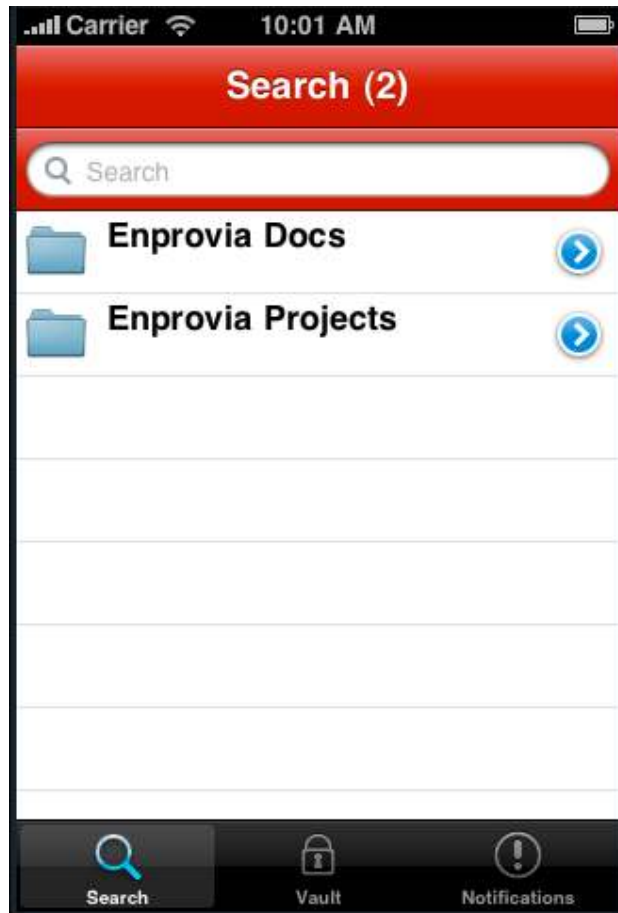 Carrier 10:01 AM
Search (2)
Search
Enprovia Docs
Enprovia Projects
Search Vault Notifications